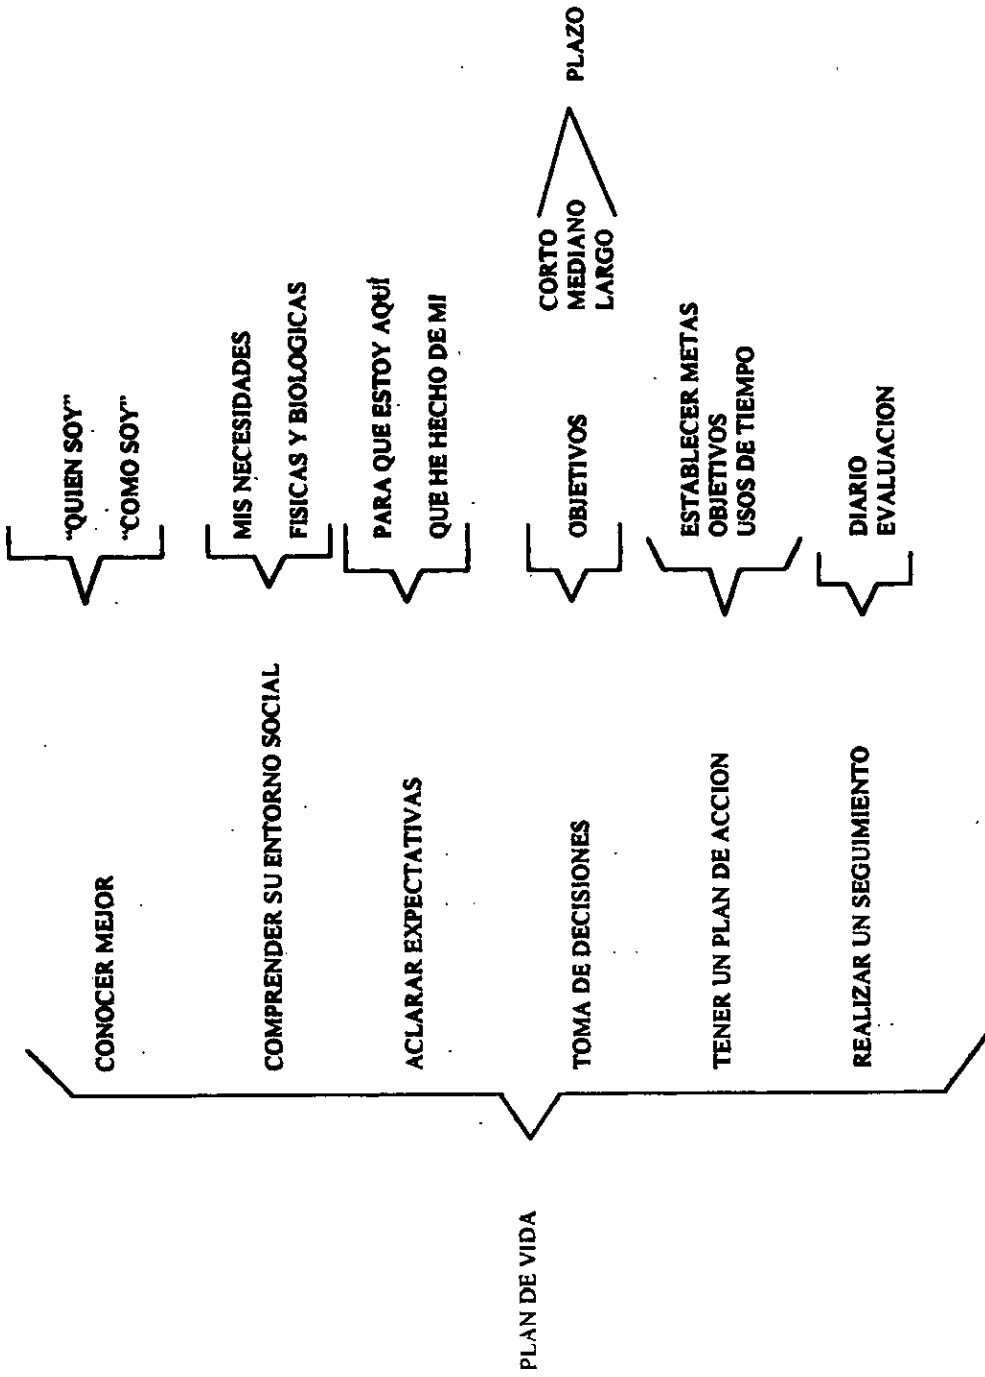 PLAN DE VIDA
CONOCER MEJOR
"QUIEN SOY"
"COMO SOY"
COMPRENDER SU ENTORNO SOCIAL
MIS NECESIDADES
FISICAS Y BIOLOGICAS
ACLARAR EXPECTATIVAS
PARA QUE ESTOY AQUÍ
QUE HE HECHO DE MI
TOMA DE DECISIONES
OBJETIVOS
CORTO
MEDIANO
LARGO
PLAZO
TENER UN PLAN DE ACCION
ESTABLECER METAS
OBJETIVOS
USOS DE TIEMPO
REALIZAR UN SEGUIMIENTO
DIARIO
EVALUACION